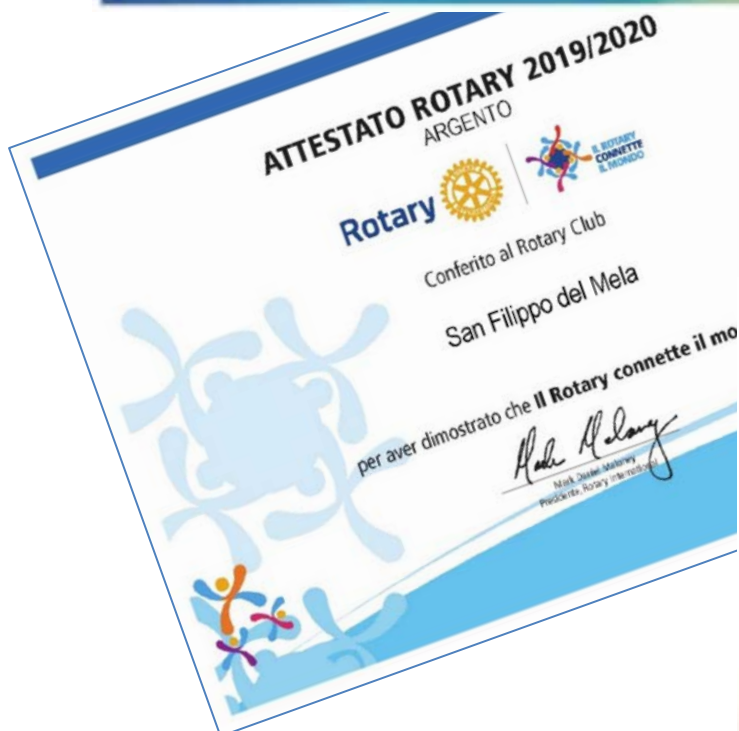 ATTESTATO ROTARY 2019/2020
ARGENTO
Rotary
IL ROTARY
CONNETTE
IL MONDO
Conferito al Rotary Club
San Filippo del Mela
per aver dimostrato che Il Rotary connette il mo
Mark Daniel Maloney
Presidente, Rotary International